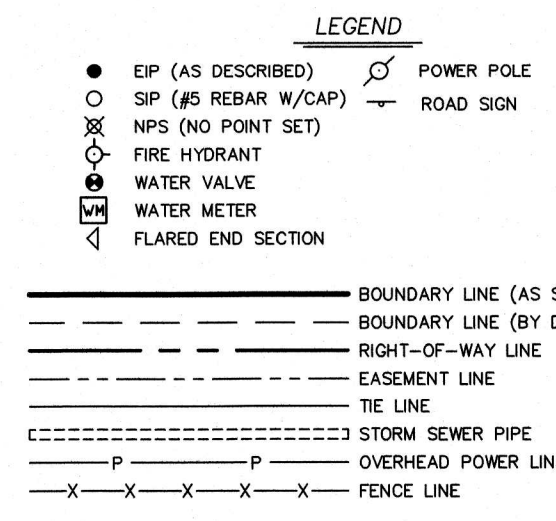 LEGEND
EIP (AS DESCRIBED)
SIP (#5 REBAR W/CAP)
NPS (NO POINT SET)
FIRE HYDRANT
WATER VALVE
WM WATER METER
FLARED END SECTION
POWER POLE
ROAD SIGN
BOUNDARY LINE (AS
BOUNDARY LINE (BY
RIGHT-OF-WAY LINE
EASEMENT LINE
TIE LINE
STORM SEWER PIPE
P P OVERHEAD POWER LIN
X X X X X FENCE LINE